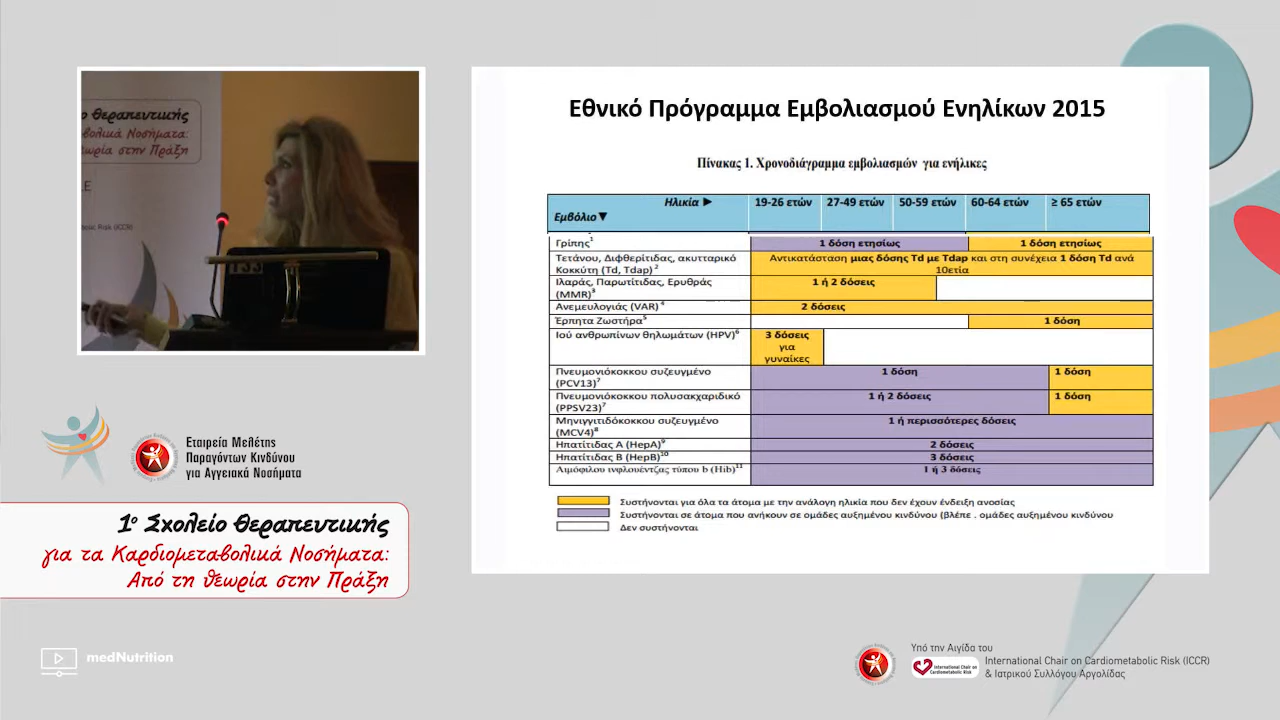 ο θεραπευτικής
βολικά Νοσήματα:
θεωρία στην Πράξη
Εθνικό Πρόγραμμα Εμβολιασμού Ενηλίκων 2015
Πίνακας 1. Χρονοδιάγραμμα εμβολιασμών για ενήλικες
Ηλικία ► 19-26 ετών 27-49 ετών 50-59 ετών 60-64 ετών ≥ 65 ετών
Εμβόλιο▼
Γρίπης1 1 δόση ετησίως 1 δόση ετησίως
Τετάνου, Διφθερίτιδας, ακυτταρικό Αντικατάσταση μιας δόσης Td με Tdap και στη συνέχεια 1 δόση Td ανά
Κοκκύτη (Td, Tdap) 2 10ετία
Ιλαράς, Παρωτίτιδας, Ερυθράς 1 ή 2 δόσεις
(MMR)3
Ανεμευλογιάς (VAR) 4 2 δόσεις
Έρπητα Ζωστήρα5 1 δόση
Ιού ανθρωπίνων θηλωμάτων (HPV)6 3 δόσεις
για
γυναίκες
Πνευμονιόκοκκου συζευγμένο 1 δόση 1 δόση
(PCV13)7
Πνευμονιόκοκκου πολυσακχαριδικό 1 ή 2 δόσεις 1 δόση
(PPSV23)7
Μηνιγγιτιδόκοκκου συζευγμένο 1 ή περισσότερες δόσεις
(MCV4)8
Ηπατίτιδας Α (HepA)9 2 δόσεις
Ηπατίτιδας Β (HepB)10 3 δόσεις
Αιμόφιλου ινφλουέντζας τύπου b (Hib)11 1 ή 3 δόσεις
Συστήνονται για όλα τα άτομα με την ανάλογη ηλικία που δεν έχουν ένδειξη ανοσίας
Συστήνονται σε άτομα που ανήκουν σε ομάδες αυξημένου κινδύνου (βλέπε . ομάδες αυξημένου κινδύνου
Δεν συστήνονται
Εταιρεία Μελέτης
Παραγόντων Κινδύνου
για Αγγειακά Νοσήματα
1ο Σχολείο θεραπευτικής
για τα Καρδιομεταβολικά Νοσήματα:
Από τη θεωρία στην Πράξη
medNutrition
Υπό την Αιγίδα του
International Chair on
Cardiometabolic Risk
International Chair on Cardiometabolic Risk (ICCR)
& Ιατρικού Συλλόγου Αργολίδας